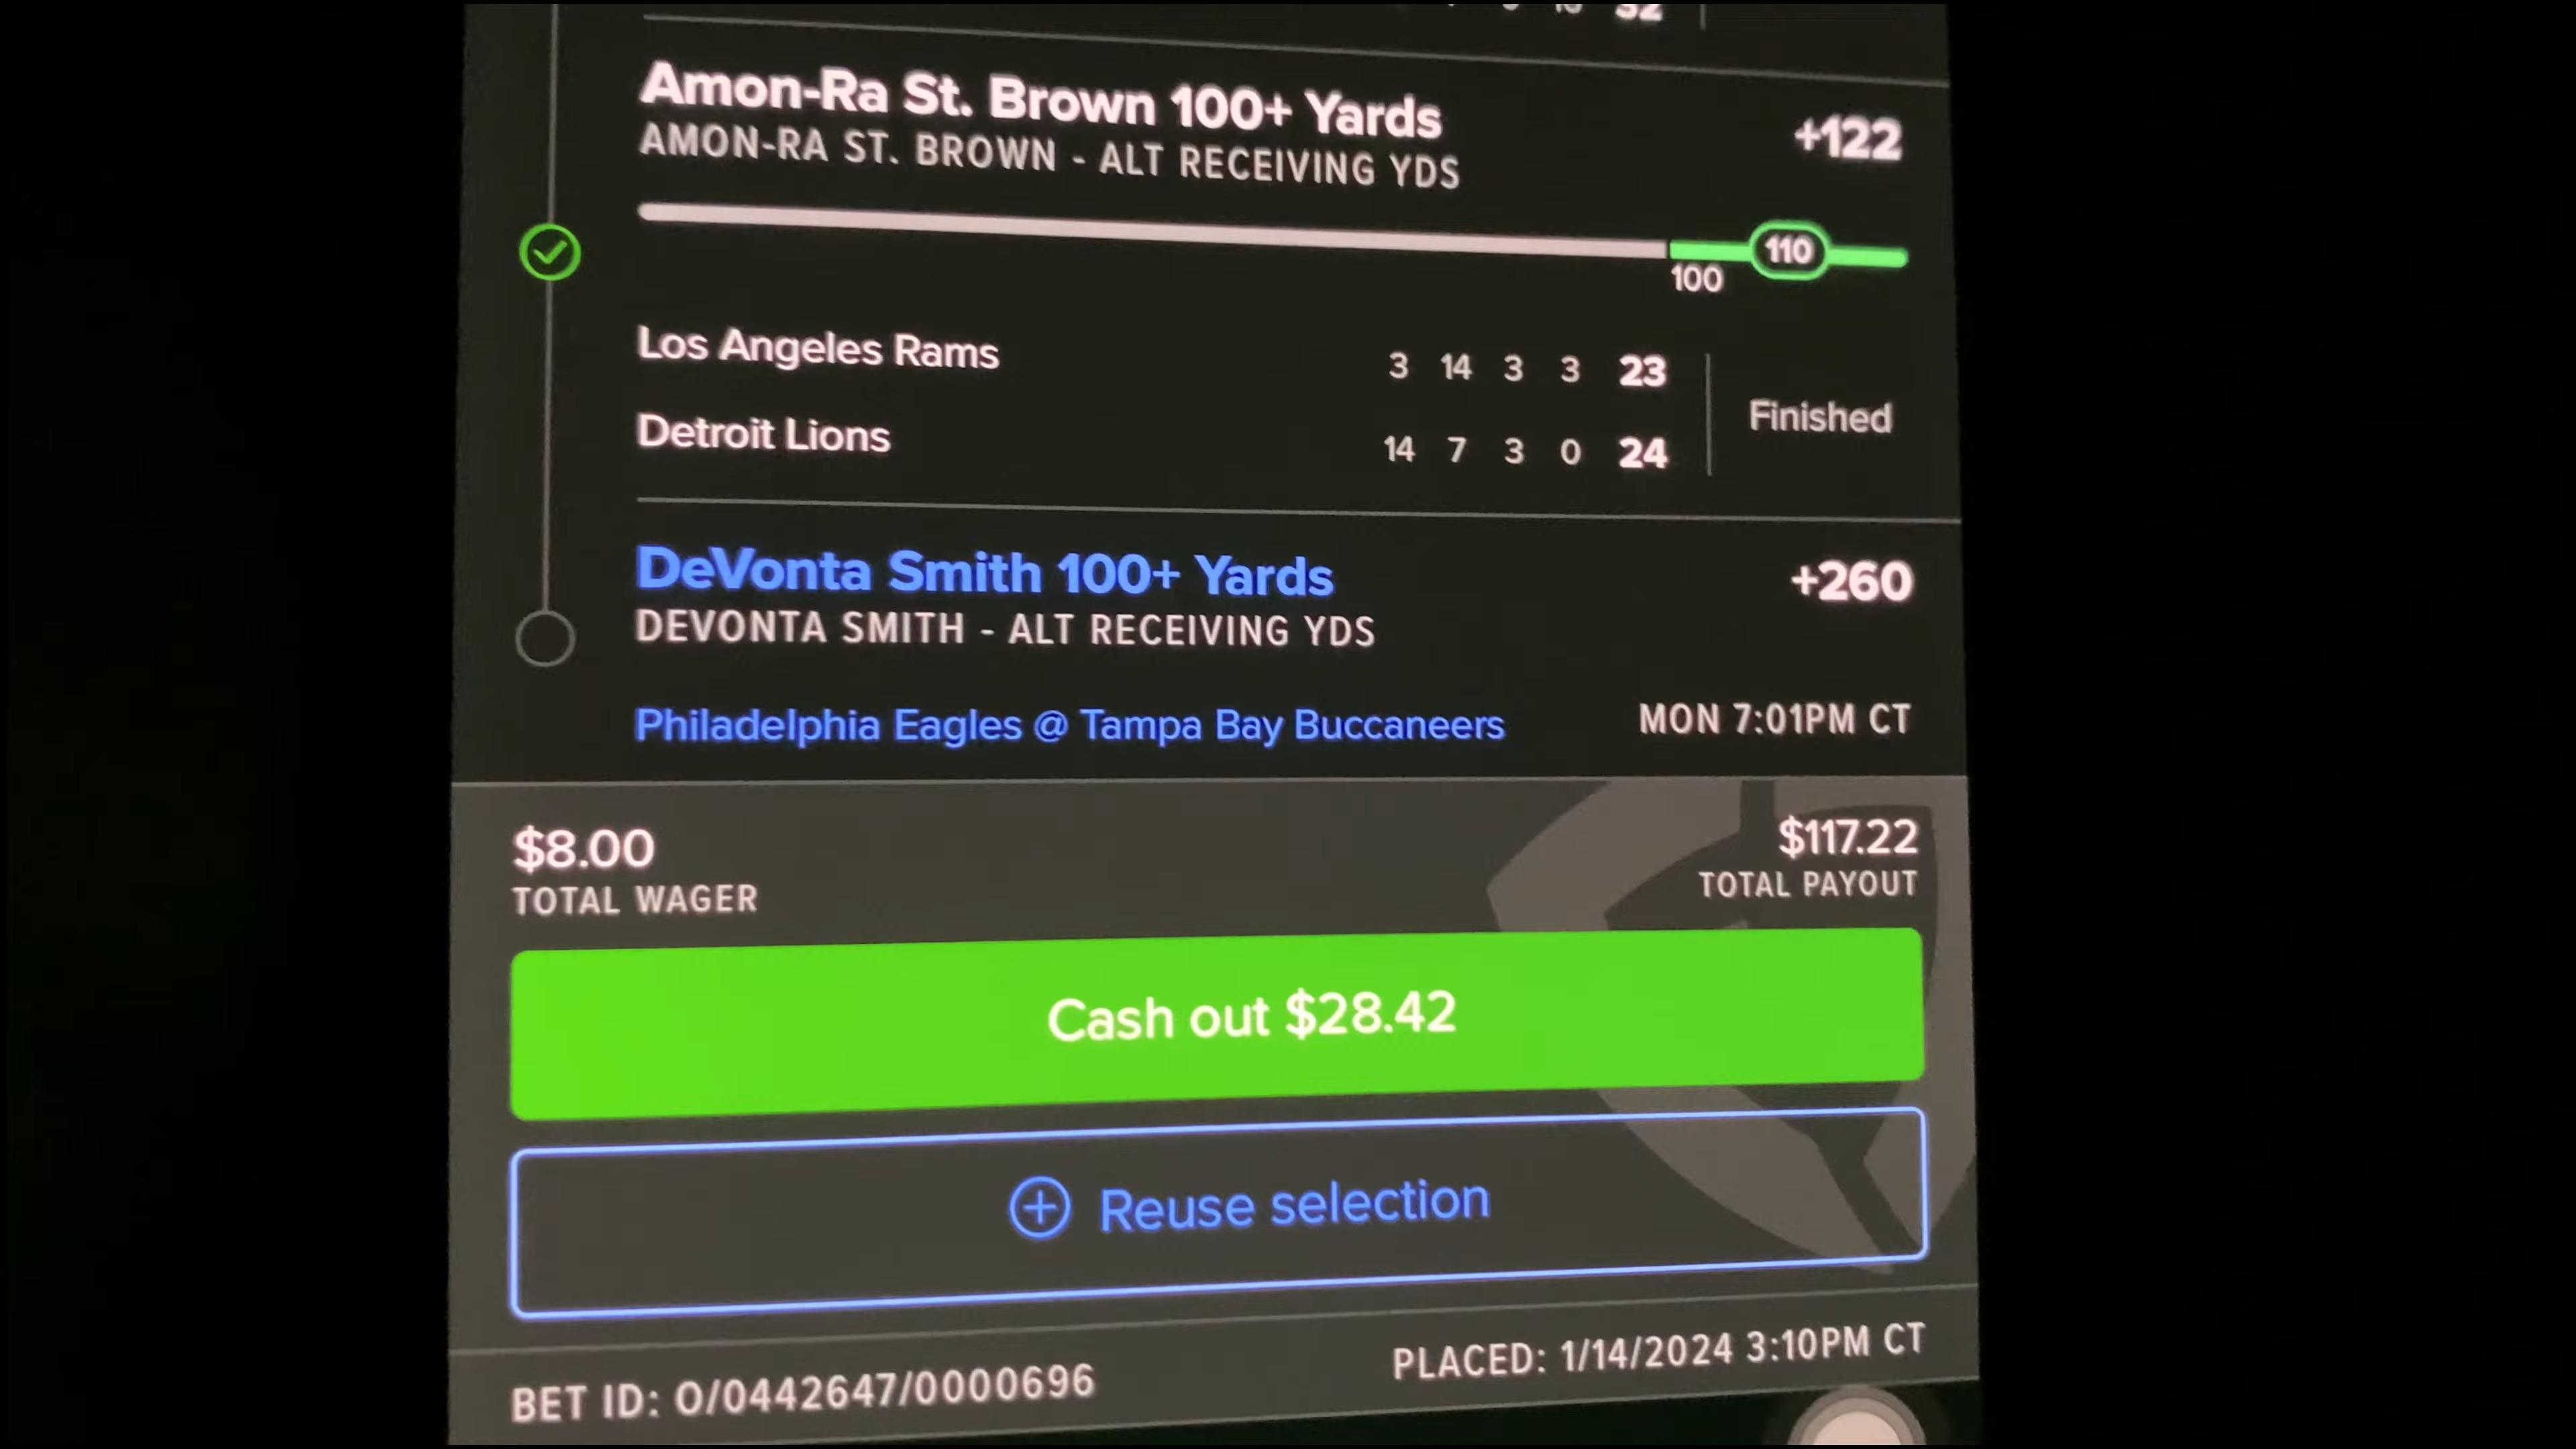 32
Amon-Ra St. Brown 100+ Yards
+122
AMON-RA ST. BROWN - ALT RECEIVING YDS
110
100
Los Angeles Rams 3 14 3 3 23
Finished
Detroit Lions 14 7 3 0 24
DeVonta Smith 100+ Yards
+260
DEVONTA SMITH - ALT RECEIVING YDS
Philadelphia Eagles @ Tampa Bay Buccaneers MON 7:01PM CT
$8.00 $117.22
TOTAL WAGER TOTAL PAYOUT
Cash out $28.42
Reuse selection
BET ID: O/0442647/0000696 PLACED: 1/14/2024 3:10PM CT